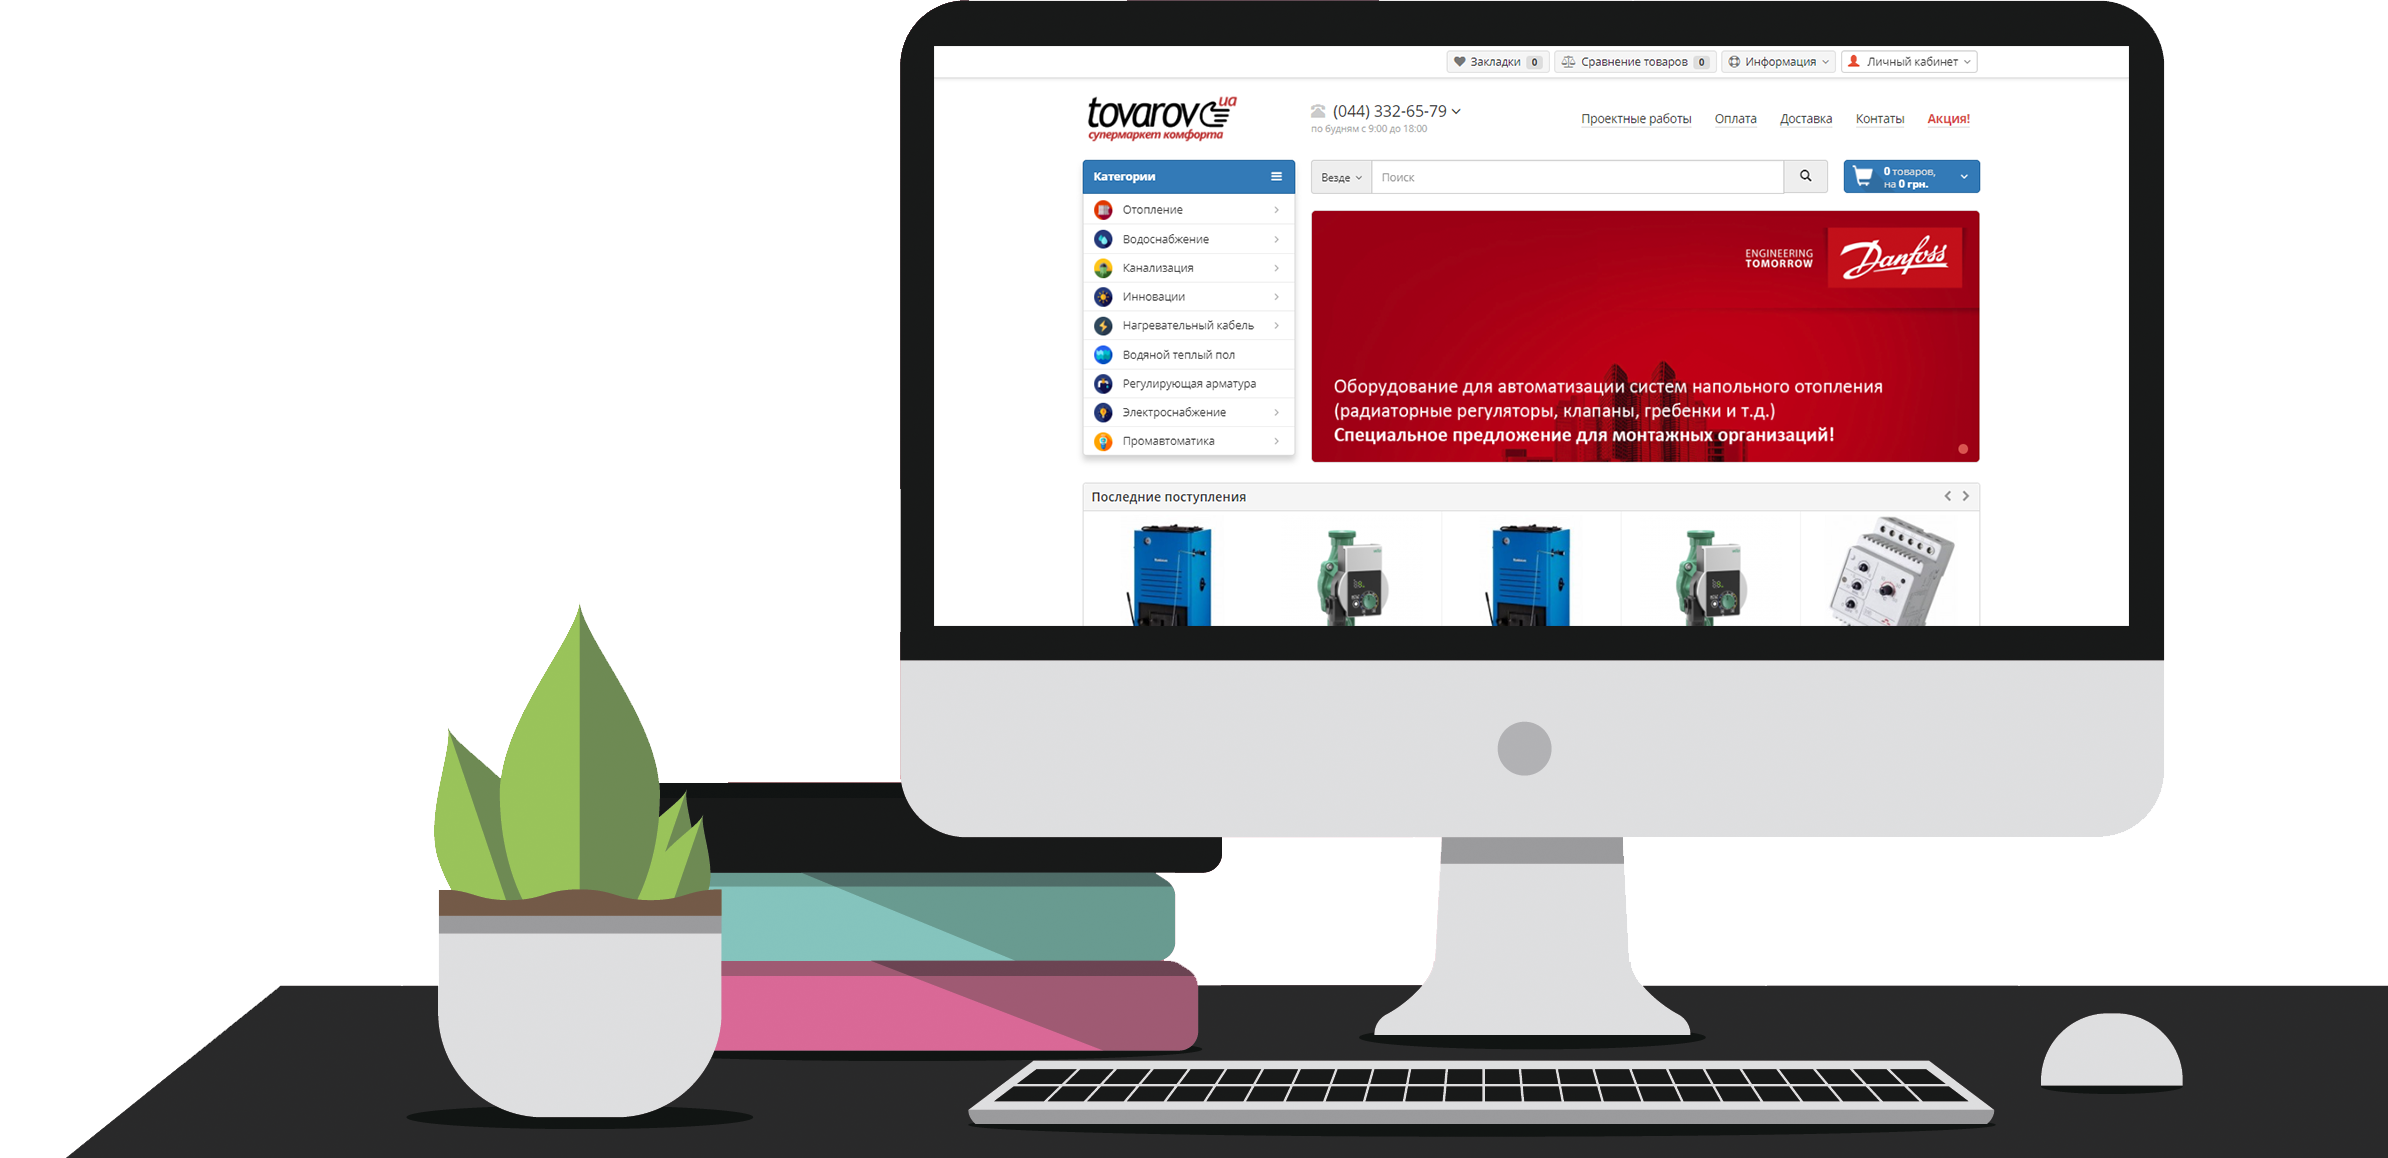 Закладки 0
Сравнение товаров 0
Информация
Личный кабинет
tovarov ua
супермаркет комфорта
(044) 332-65-79
по будням с 9:00 до 18:00
Проектные работы
Оплата
Доставка
Контаты
Акция!
Категории
Везде
Поиск
0 товаров,
на 0 грн.
Отопление
Водоснабжение
Канализация
Инновации
Нагревательный кабель
Водяной теплый пол
Регулирующая арматура
Электроснабжение
Промавтоматика
ENGINEERING
TOMORROW
Danfoss
Оборудование для автоматизации систем напольного отопления
(радиаторные регуляторы, клапаны, гребенки и т.д.)
Специальное предложение для монтажных организаций!
Последние поступления